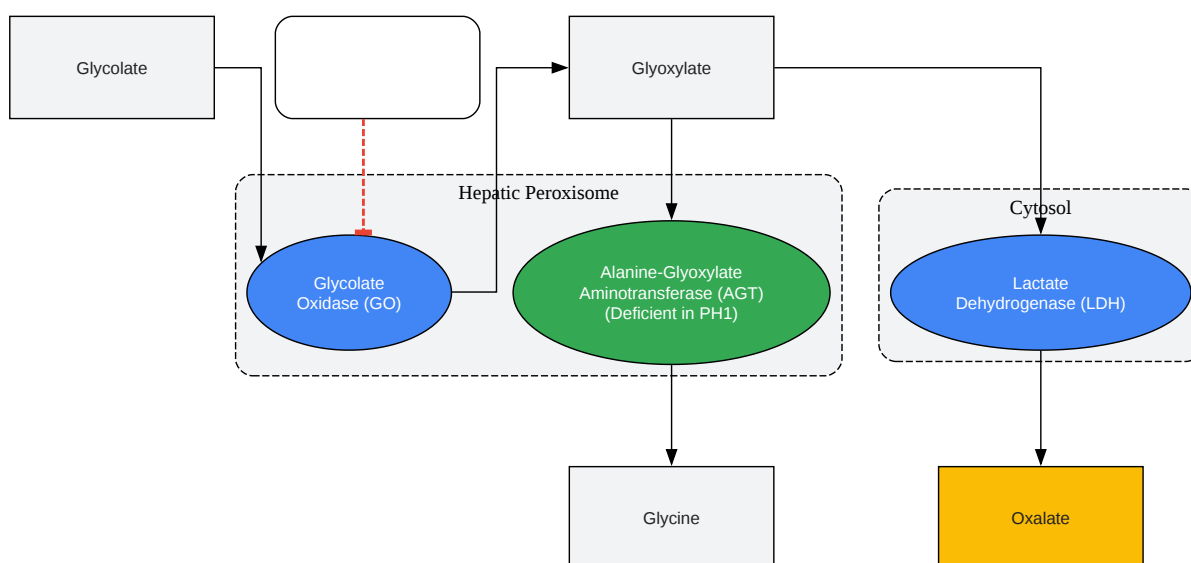 Glycolate
Glyoxylate
Hepatic Peroxisome
Cytosol
Glycolate
Oxidase (GO)
Alanine-Glyoxylate
Aminotransferase (AGT)
(Deficient in PH1)
Lactate
Dehydrogenase (LDH)
Glycine
Oxalate